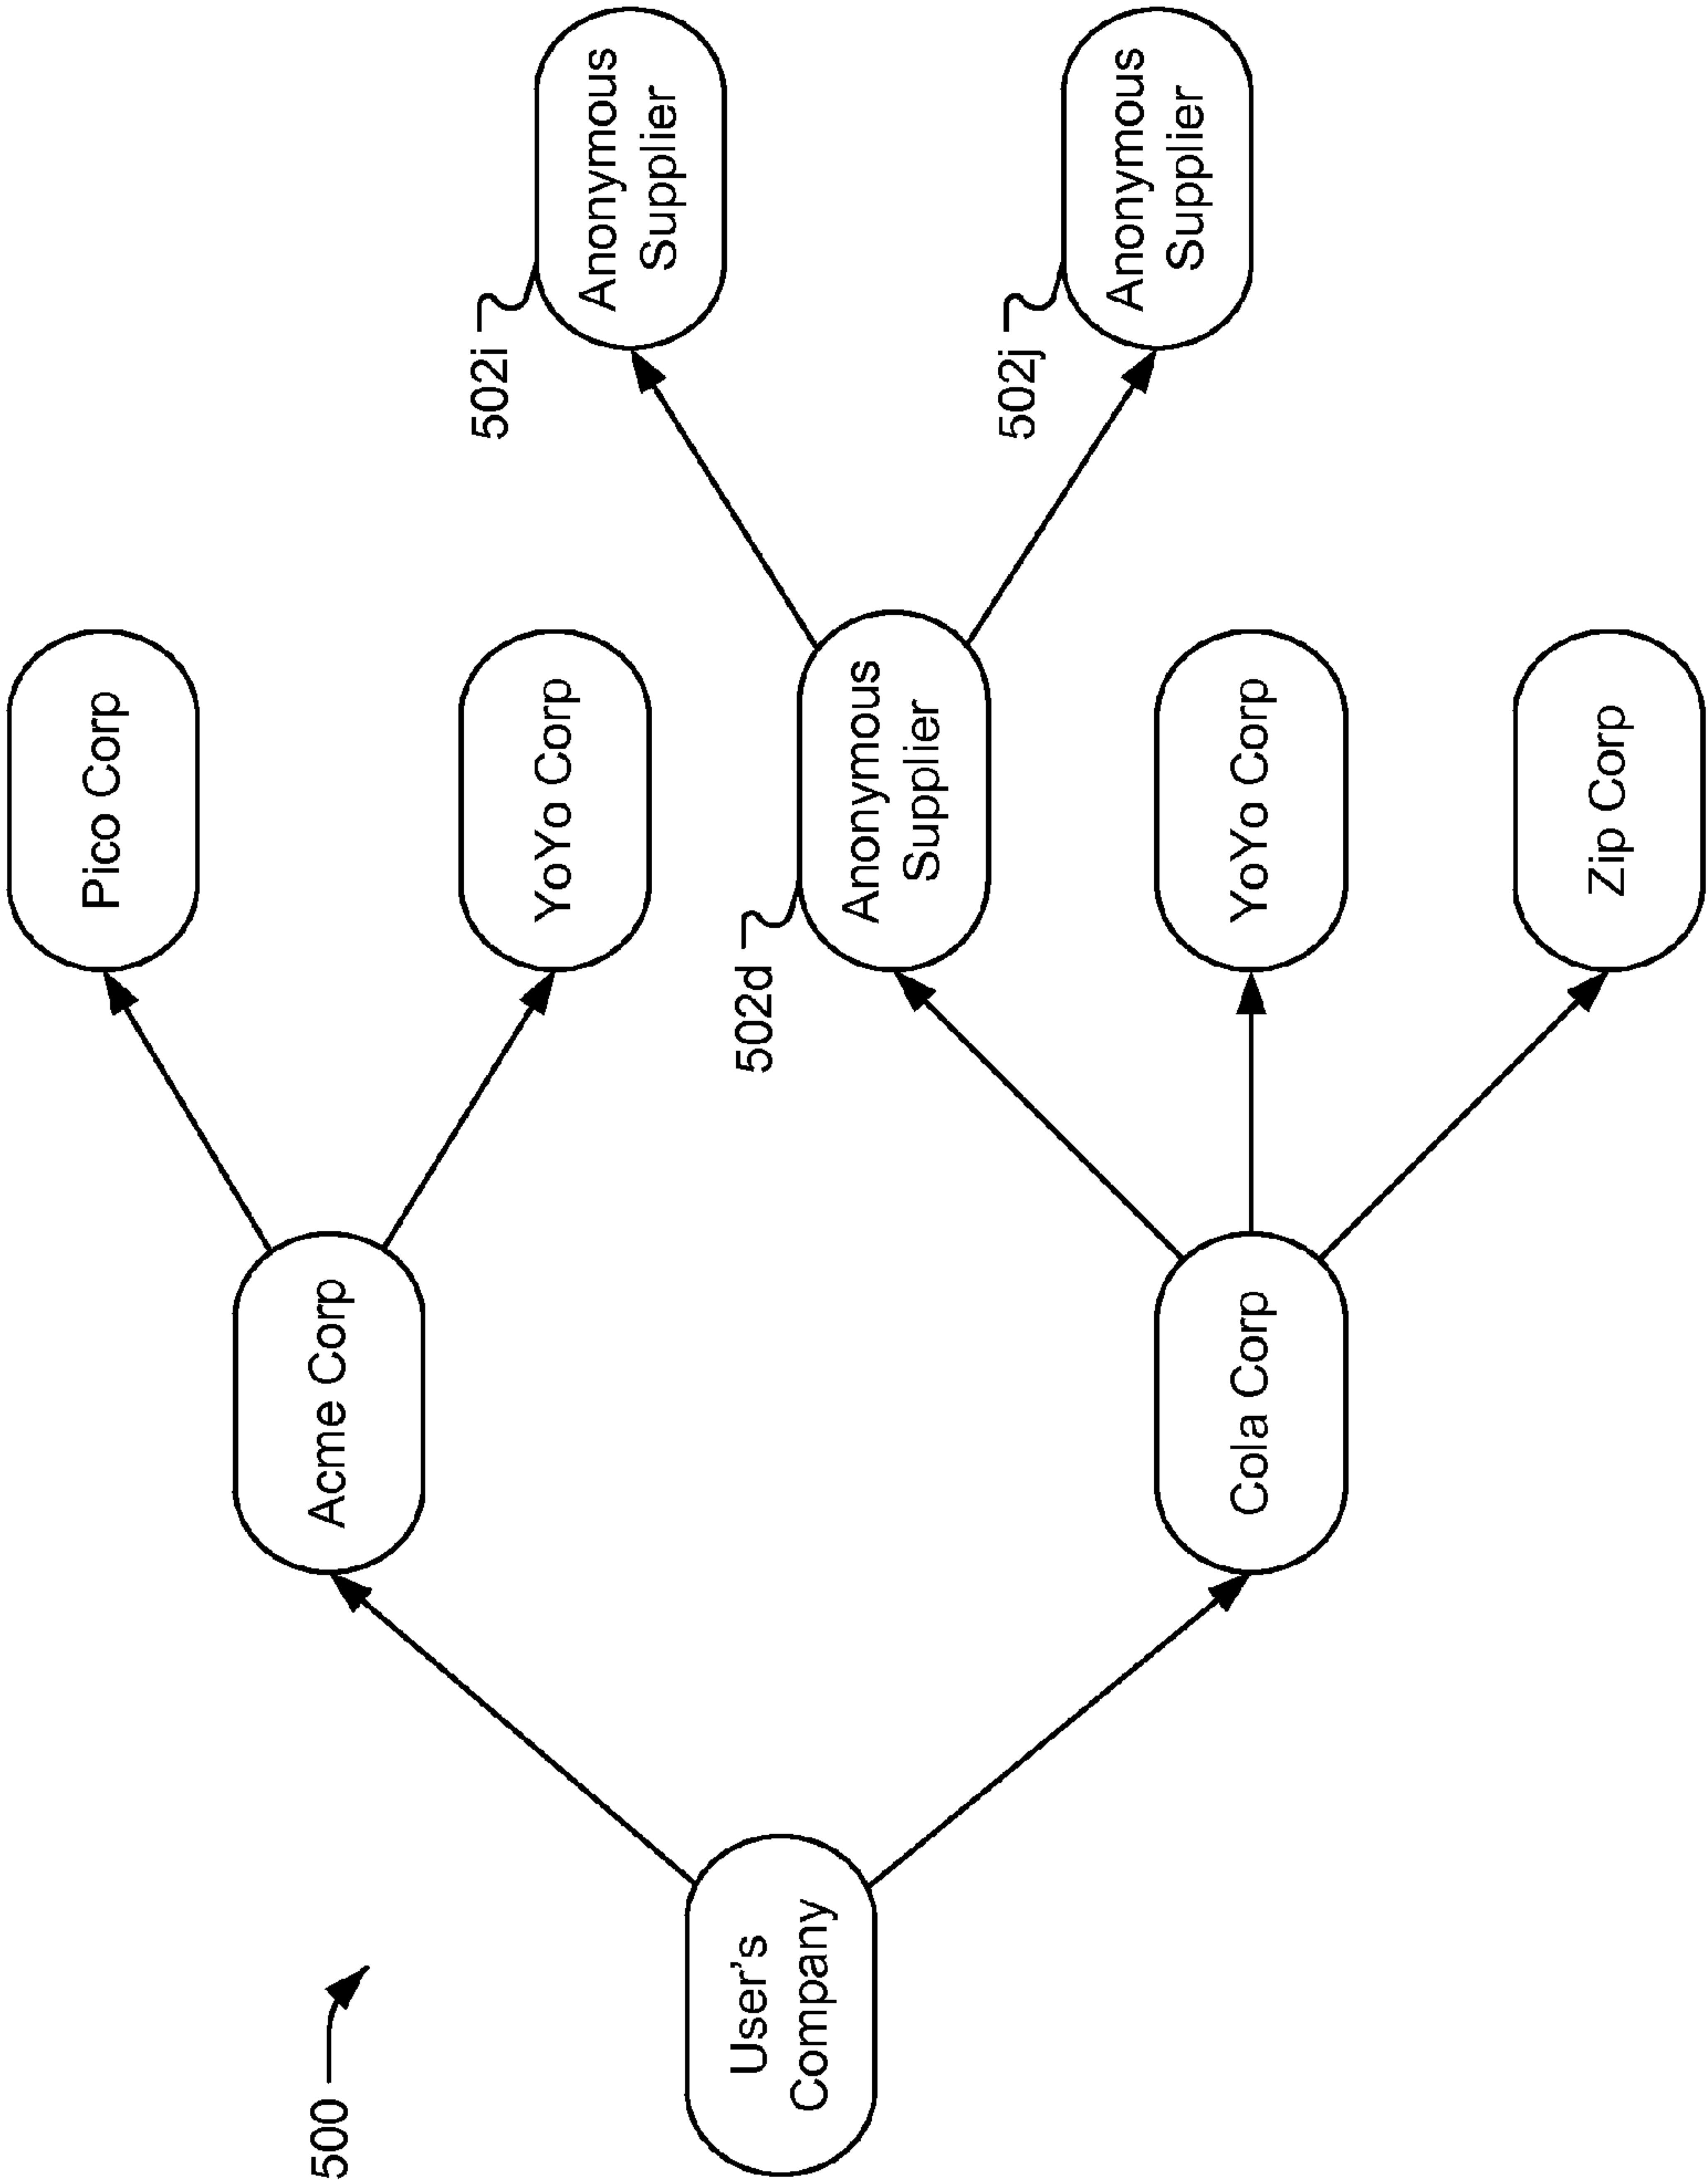 500
User's
Company
Acme Corp
Cola Corp
Pico Corp
YoYo Corp
502d
Anonymous
Supplier
YoYo Corp
Zip Corp
502i
Anonymous
Supplier
502j
Anonymous
Supplier